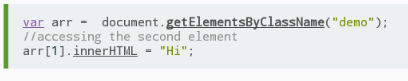 var arr =  document.getElementsByClassName("demo");
//accessing the second element
arr[1].innerHTML = "Hi";